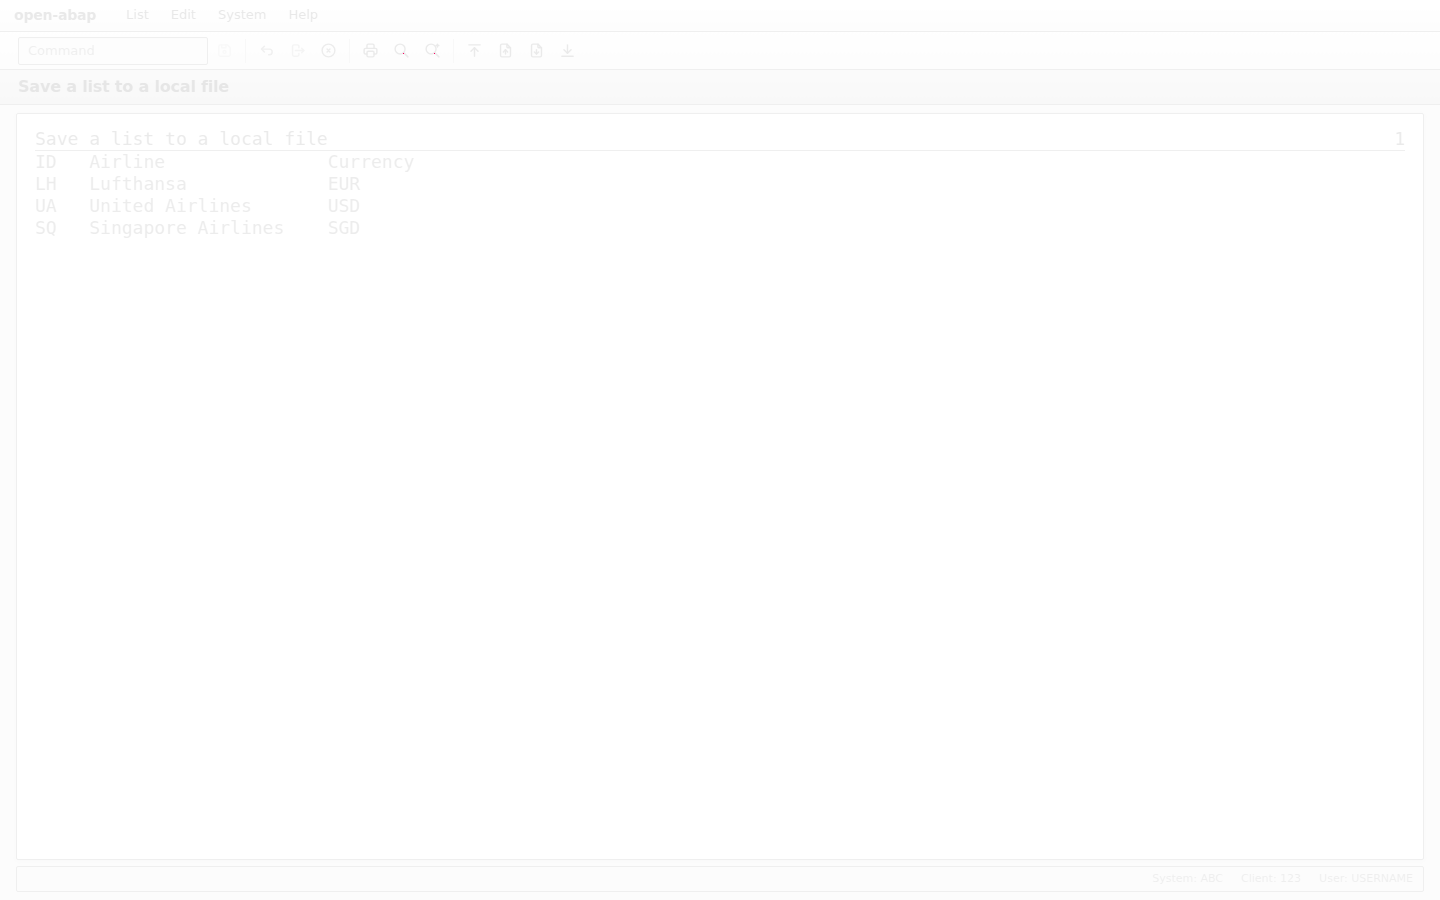 open-abap List Edit System Help
Command
Save a list to a local file
Save a list to a local file 1
ID Airline Currency
LH Lufthansa EUR
UA United Airlines USD
SQ Singapore Airlines SGD
System: ABC Client: 123 User: USERNAME